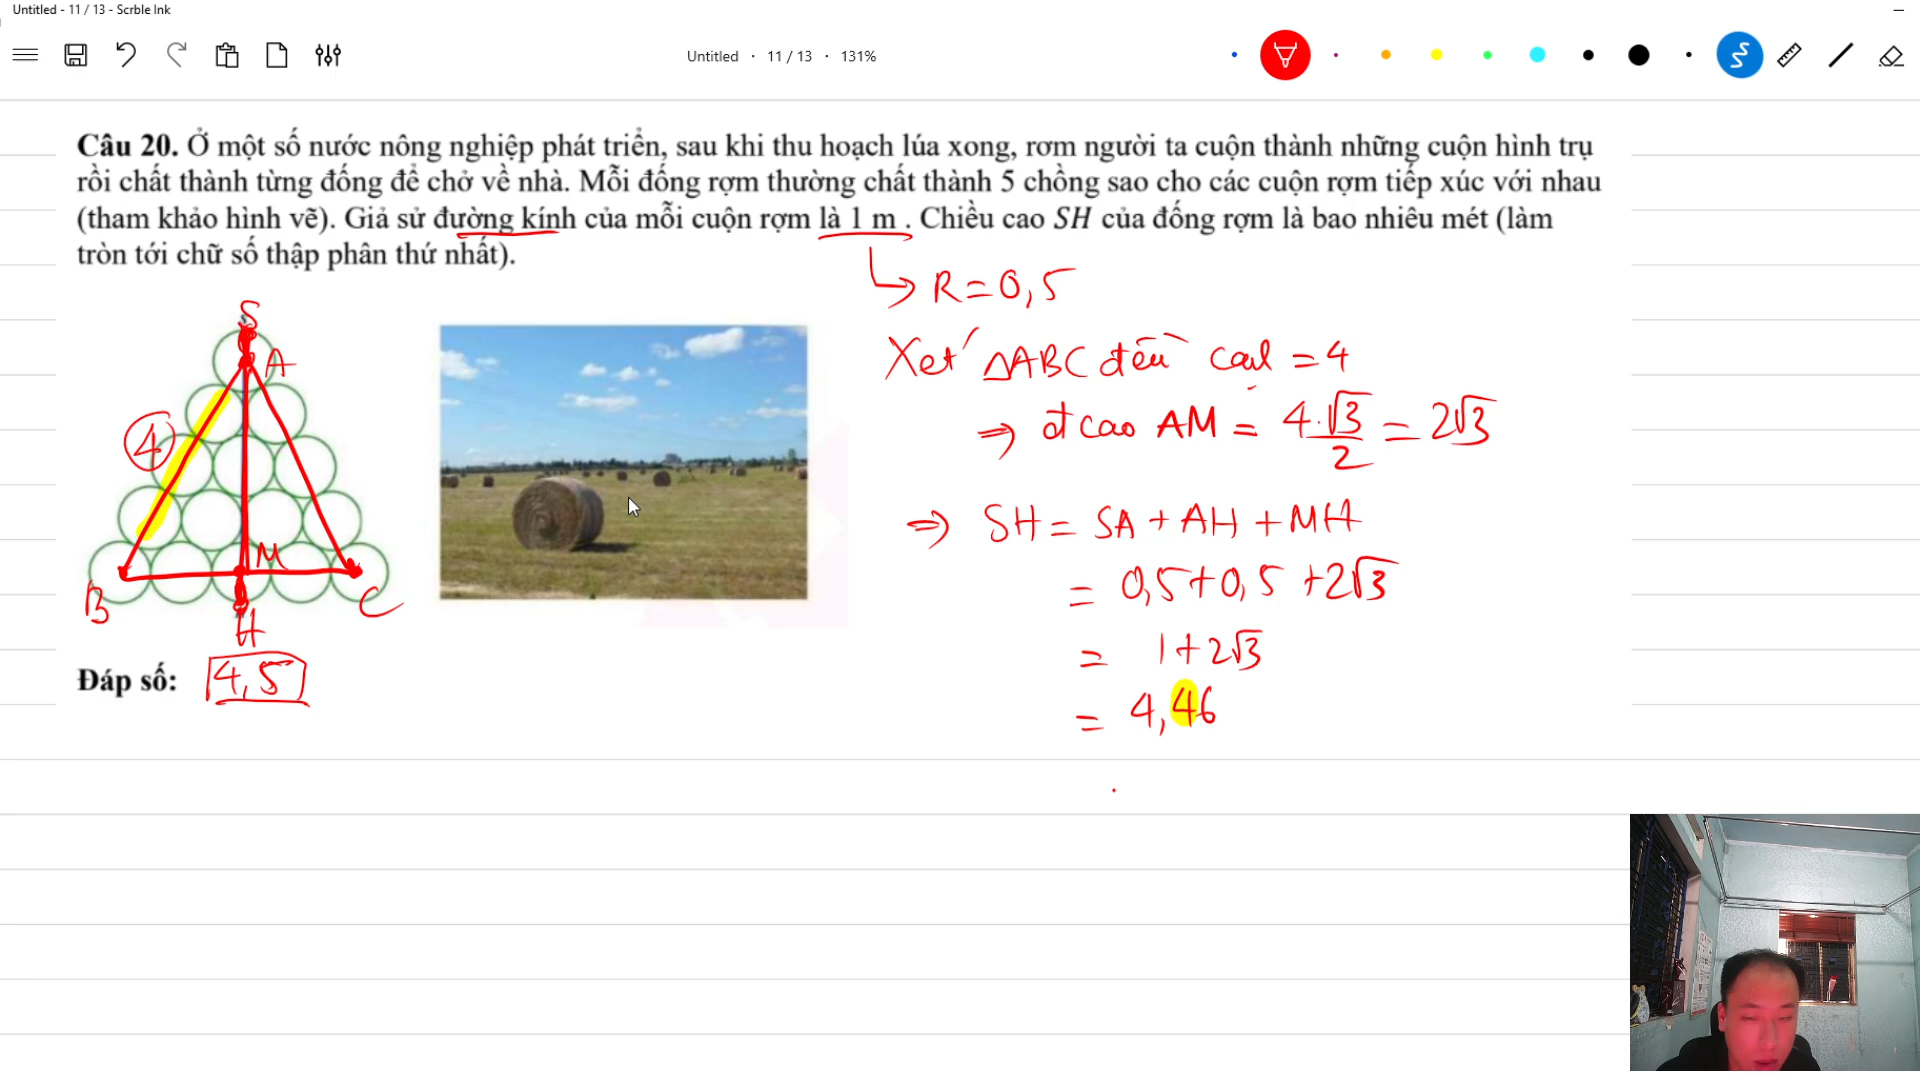 Untitled - 11 / 13 - Scrble Ink
Untitled · 11 / 13 · 131%
Câu 20. Ở một số nước nông nghiệp phát triển, sau khi thu hoạch lúa xong, rơm người ta cuộn thành những cuộn hình trụ
rồi chất thành từng đống để chở về nhà. Mỗi đống rợm thường chất thành 5 chồng sao cho các cuộn rợm tiếp xúc với nhau
(tham khảo hình vẽ). Giả sử đường kính của mỗi cuộn rợm là 1 m . Chiều cao SH của đống rợm là bao nhiêu mét (làm
tròn tới chữ số thập phân thứ nhất).
R = 0,5
S
A
Xét ΔABC đều cạnh = 4
4
⇒ đ cao AM = 4.√3/2 = 2√3
⇒ SH = SA + AH + MH
M
= 0,5 + 0,5 + 2√3
B
C
H
= 1 + 2√3
Đáp số: 4,5
= 4,46